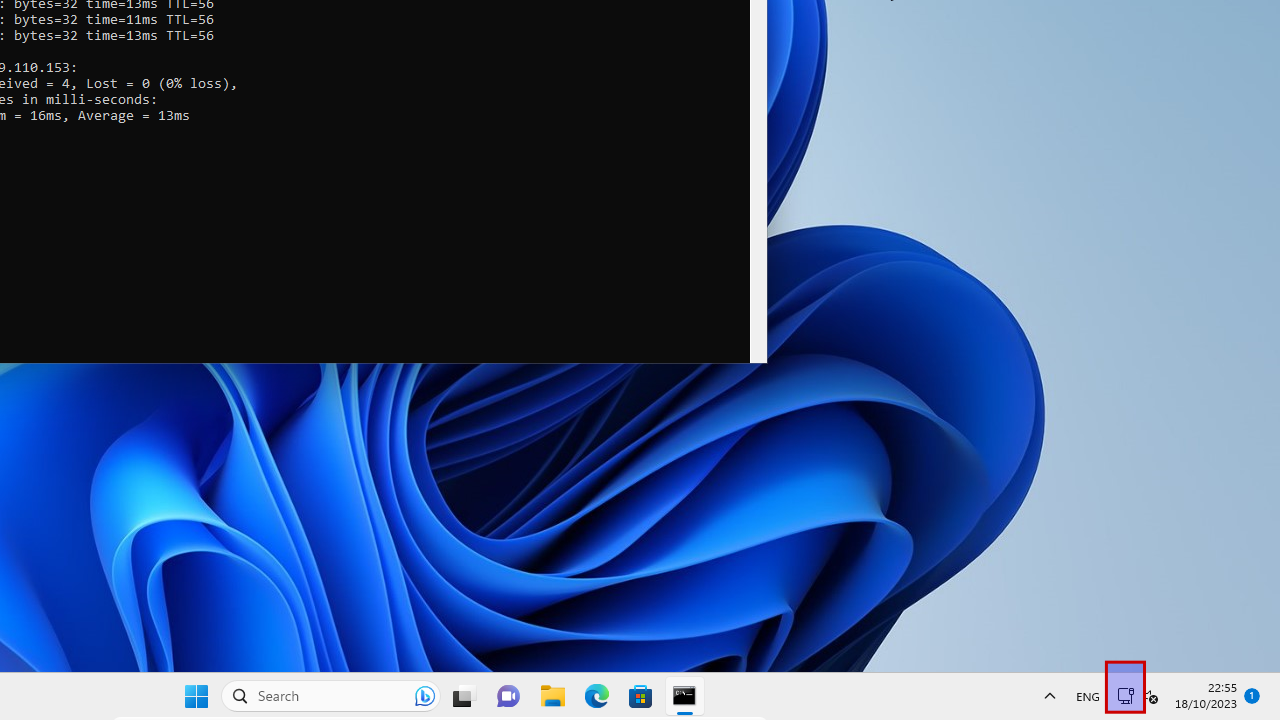 : bytes=32 time=13ms TTL=56
: bytes=32 time=11ms TTL=56
: bytes=32 time=13ms TTL=56
9.110.153:
eived = 4, Lost = 0 (0% loss),
es in milli-seconds:
m = 16ms, Average = 13ms
Search
ENG
22:55
18/10/2023
1